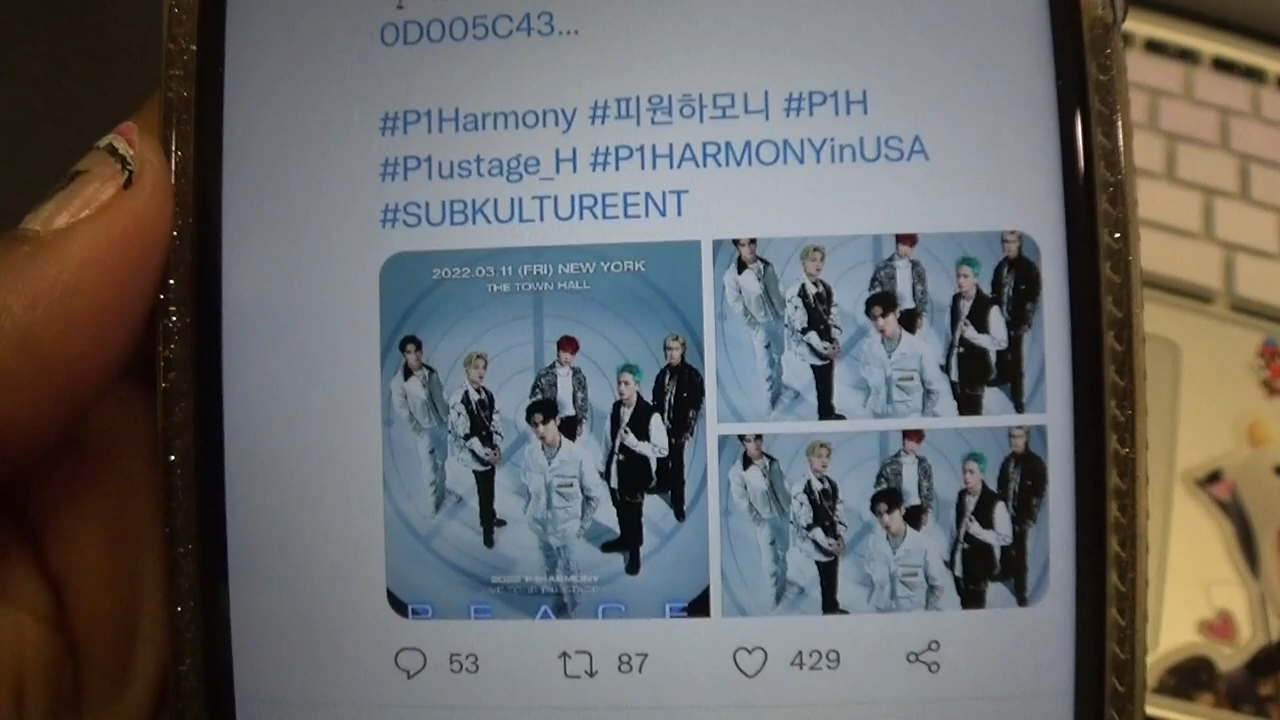 0D005C43...
#P1Harmony #피원하모니 #P1H
#P1ustage_H #P1HARMONYinUSA
#SUBKULTUREENT
2022.03.11 (FRI) NEW YORK
THE TOWN HALL
2022 P1HARMONY
PEACE
53
87
429